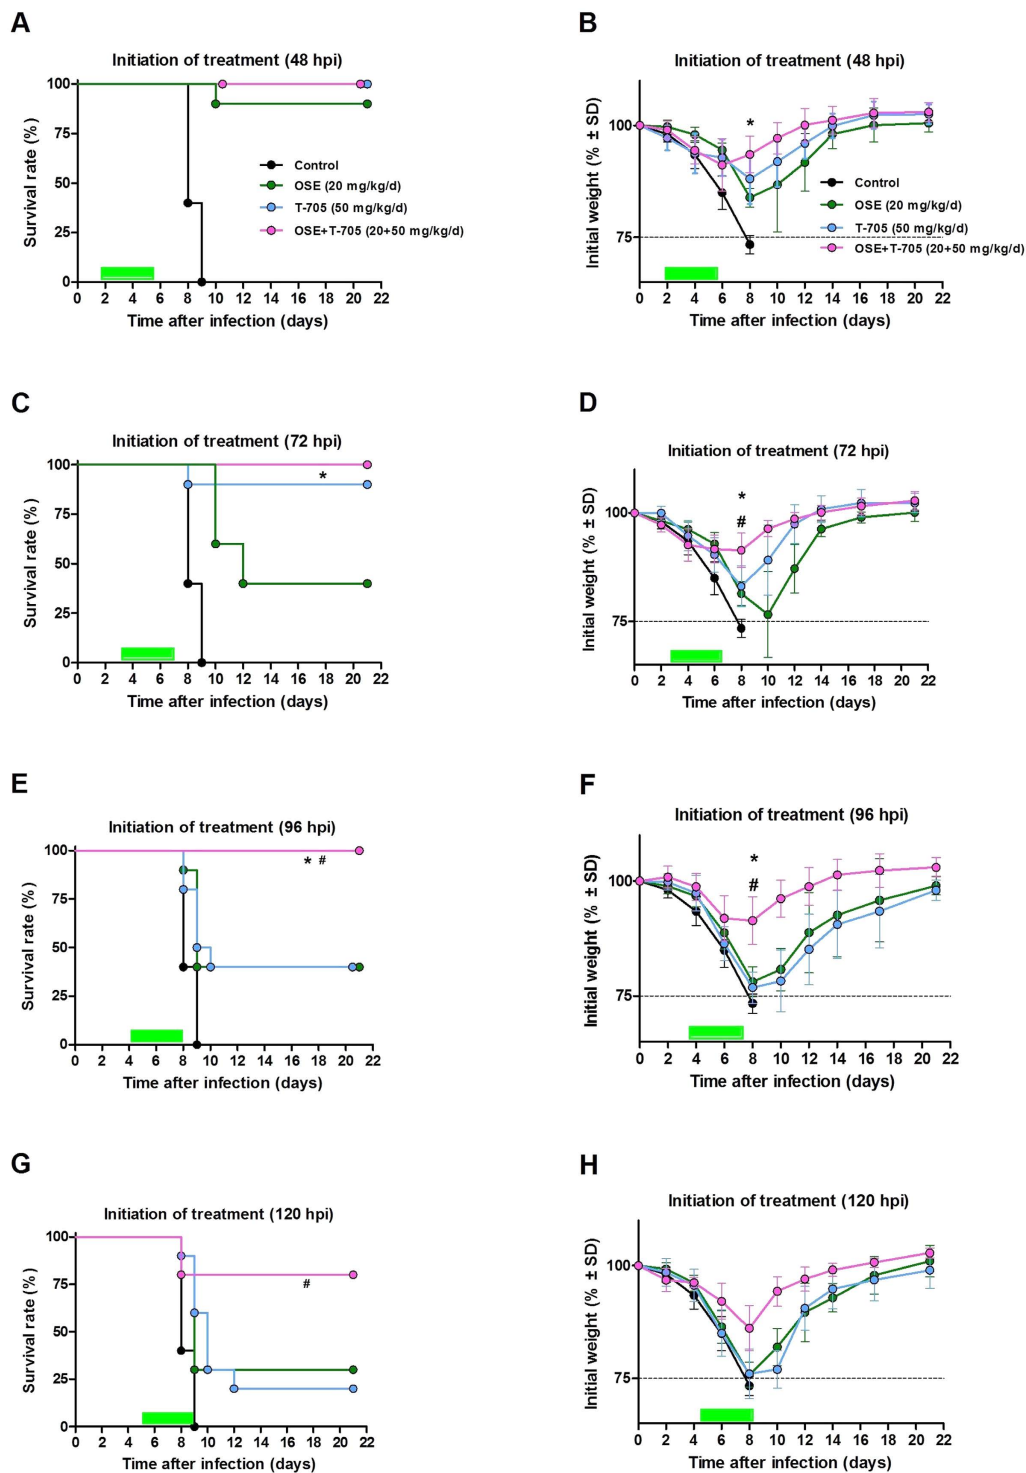 A
Initiation of treatment (48 hpi)
Survival rate (%)
100
75
50
25
0
Control
OSE (20 mg/kg/d)
T-705 (50 mg/kg/d)
OSE+T-705 (20+50 mg/kg/d)
0 2 4 6 8 10 12 14 16 18 20 22
Time after infection (days)
B
Initiation of treatment (48 hpi)
Initial weight (% ± SD)
100
75
*
Control
OSE (20 mg/kg/d)
T-705 (50 mg/kg/d)
OSE+T-705 (20+50 mg/kg/d)
0 2 4 6 8 10 12 14 16 18 20 22
Time after infection (days)
C
Initiation of treatment (72 hpi)
Survival rate (%)
100
75
50
25
0
*
0 2 4 6 8 10 12 14 16 18 20 22
Time after infection (days)
D
Initiation of treatment (72 hpi)
Initial weight (% ± SD)
100
75
*
#
0 2 4 6 8 10 12 14 16 18 20 22
Time after infection (days)
E
Initiation of treatment (96 hpi)
Survival rate (%)
100
75
50
25
0
* #
0 2 4 6 8 10 12 14 16 18 20 22
Time after infection (days)
F
Initiation of treatment (96 hpi)
Initial weight (% ± SD)
100
75
*
#
0 2 4 6 8 10 12 14 16 18 20 22
Time after infection (days)
G
Initiation of treatment (120 hpi)
Survival rate (%)
100
75
50
25
0
#
0 2 4 6 8 10 12 14 16 18 20 22
Time after infection (days)
H
Initiation of treatment (120 hpi)
Initial weight (% ± SD)
100
75
0 2 4 6 8 10 12 14 16 18 20 22
Time after infection (days)